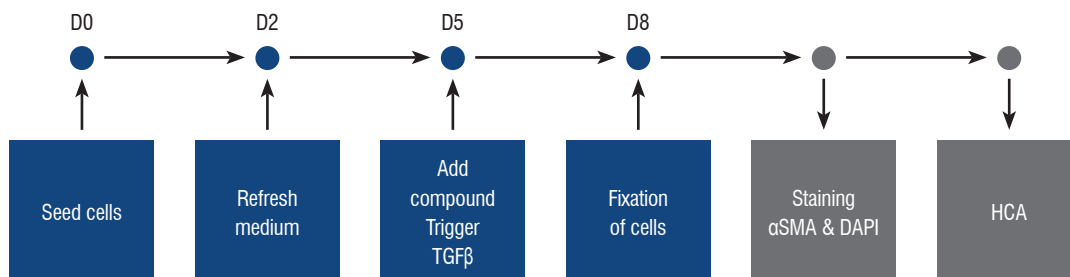 D0
D2
D5
D8
Seed cells
Refresh
medium
Add
compound
Trigger
TGFβ
Fixation
of cells
Staining
αSMA & DAPI
HCA